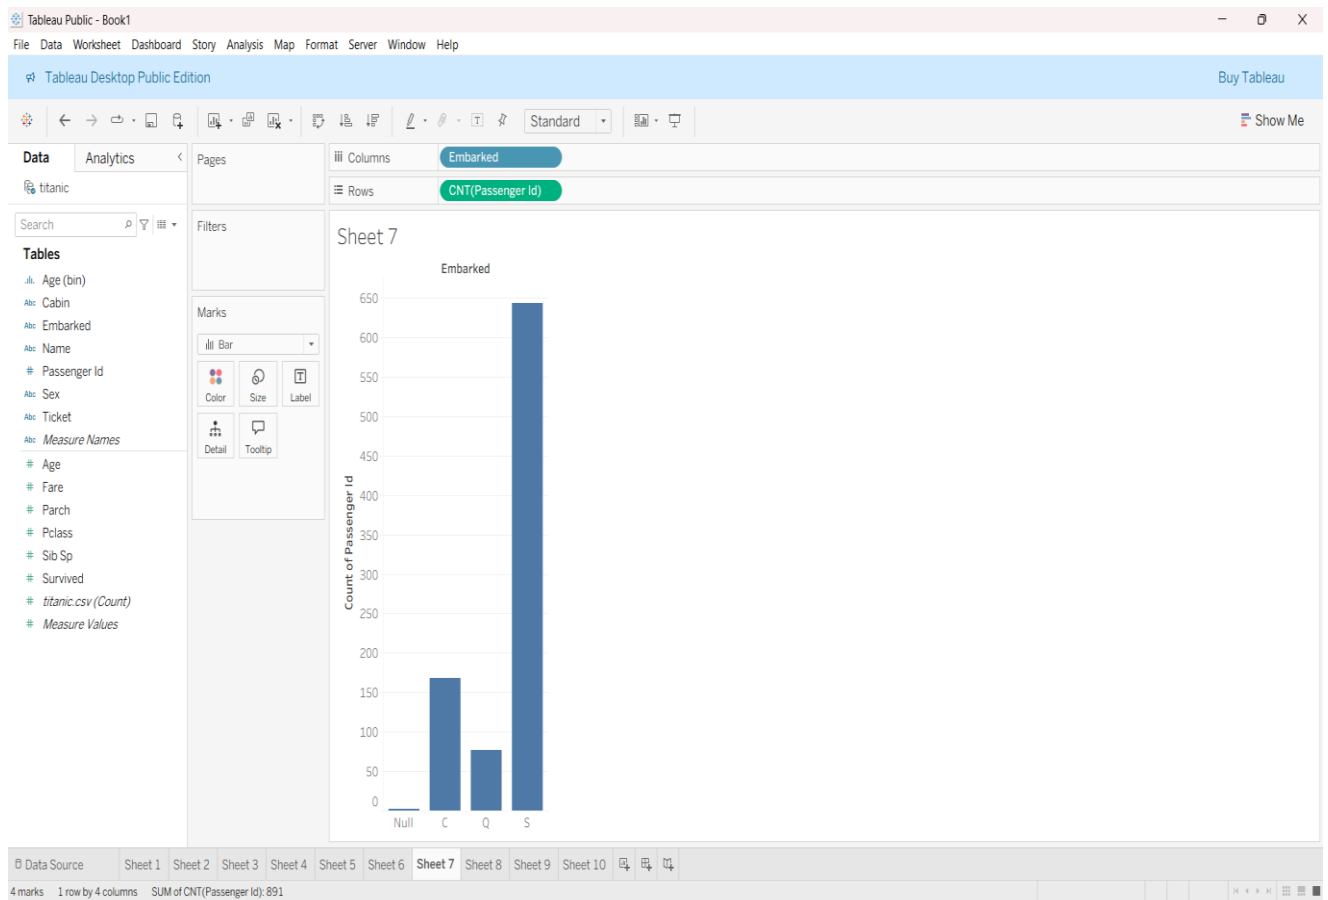 Tableau Public - Book1
File Data Worksheet Dashboard Story Analysis Map Format Server Window Help
Tableau Desktop Public Edition
Buy Tableau
Standard
Show Me
Data
Analytics
titanic
Search
Tables
Age (bin)
Abc Cabin
Abc Embarked
Abc Name
# Passenger Id
Abc Sex
Abc Ticket
Abc Measure Names
# Age
# Fare
# Parch
# Pclass
# Sib Sp
# Survived
# titanic.csv (Count)
# Measure Values
Pages
Filters
Marks
Bar
Color
Size
Label
Detail
Tooltip
Columns
Embarked
Rows
CNT(Passenger Id)
Sheet 7
Embarked
Count of Passenger Id
650
600
550
500
450
400
350
300
250
200
150
100
50
0
Null C Q S
Data Source Sheet 1 Sheet 2 Sheet 3 Sheet 4 Sheet 5 Sheet 6 Sheet 7 Sheet 8 Sheet 9 Sheet 10
4 marks 1 row by 4 columns SUM of CNT(Passenger Id): 891